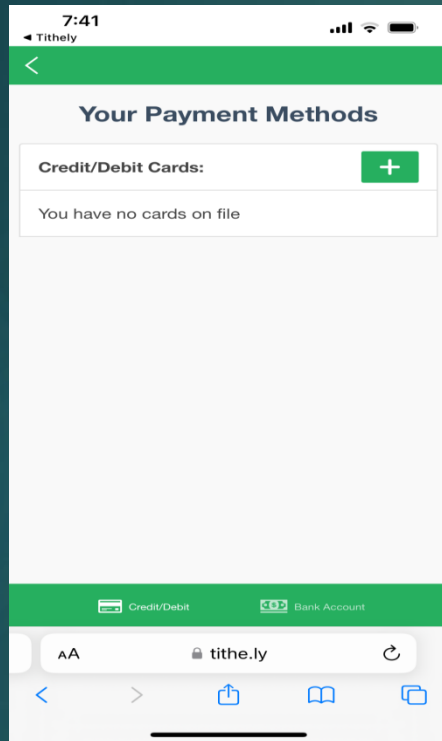 7:41
◀ Tithely
Your Payment Methods
Credit/Debit Cards:
+
You have no cards on file
Credit/Debit
Bank Account
AA
tithe.ly